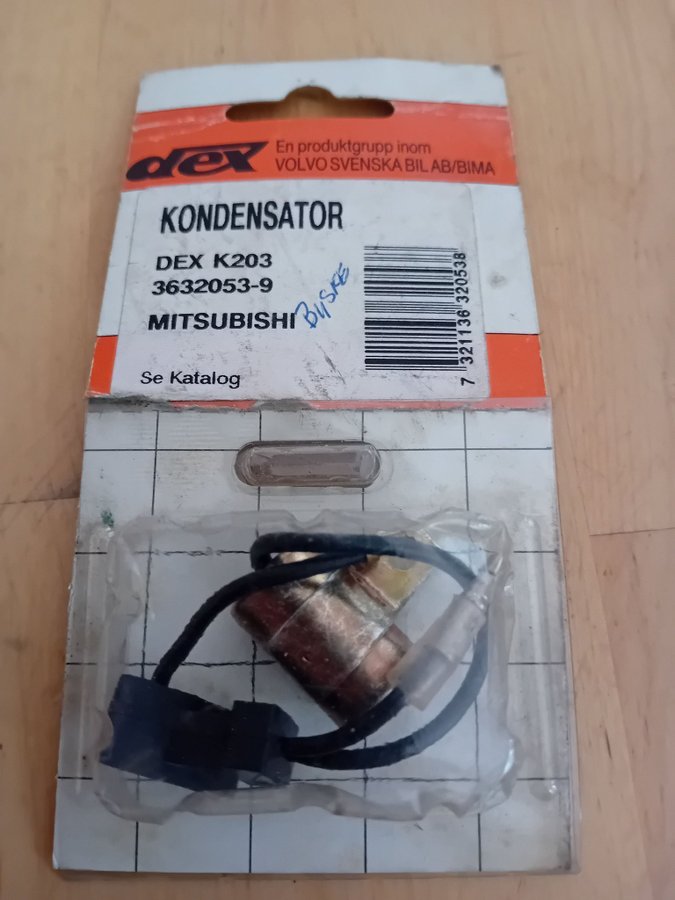 dex
En produktgrupp inom
VOLVO SVENSKA BIL AB/BIMA
KONDENSATOR
DEX K203
3632053-9
MITSUBISHI
Se Katalog
7 321136 320538